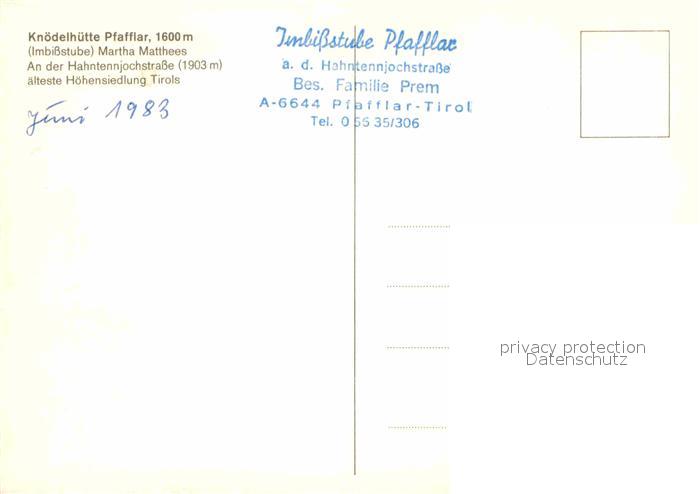 Knödelhütte Pfafflar, 1600 m
(Imbißstube) Martha Matthees
An der Hahntennjochstraße (1903 m)
älteste Höhensiedlung Tirols
Juni 1983
Imbißstube Pfafflar
a. d. Hahntennjochstraße
Bes. Familie Prem
A-6644 Pfafflar-Tirol
Tel. 0 56 35/306
privacy protection
Datenschutz